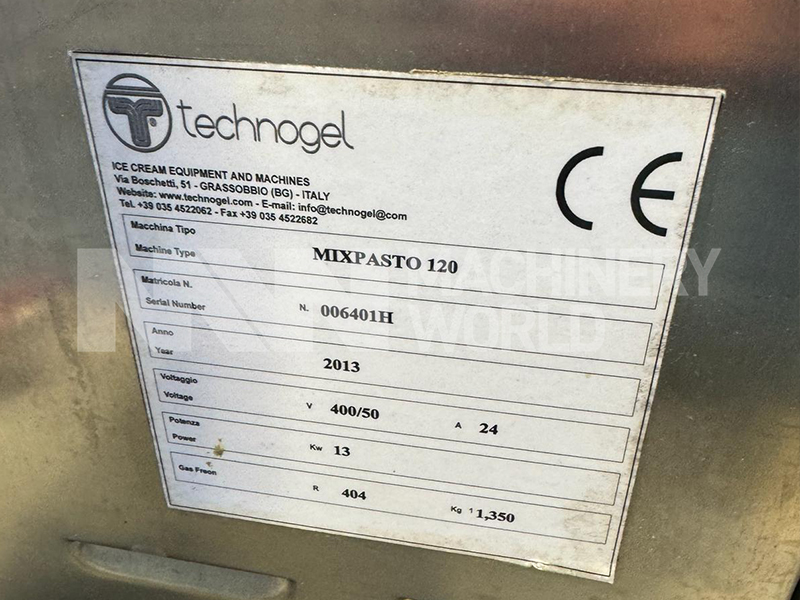 technogel
ICE CREAM EQUIPMENT AND MACHINES
Via Boschetti, 51 - GRASSOBBIO (BG) - ITALY
Website: www.technogel.com - E-mail: info@technogel@com
Tel. +39 035 4522062 - Fax +39 035 4522682
CE
Macchina Tipo
Machine Type MIXPASTO 120
Matricola N.
Serial Number N. 006401H
Anno
Year 2013
Voltaggio
Voltage V 400/50 A 24
Potenza
Power Kw 13
Gas Freon R 404 Kg 1 1,350
MACHINERY
WORLD